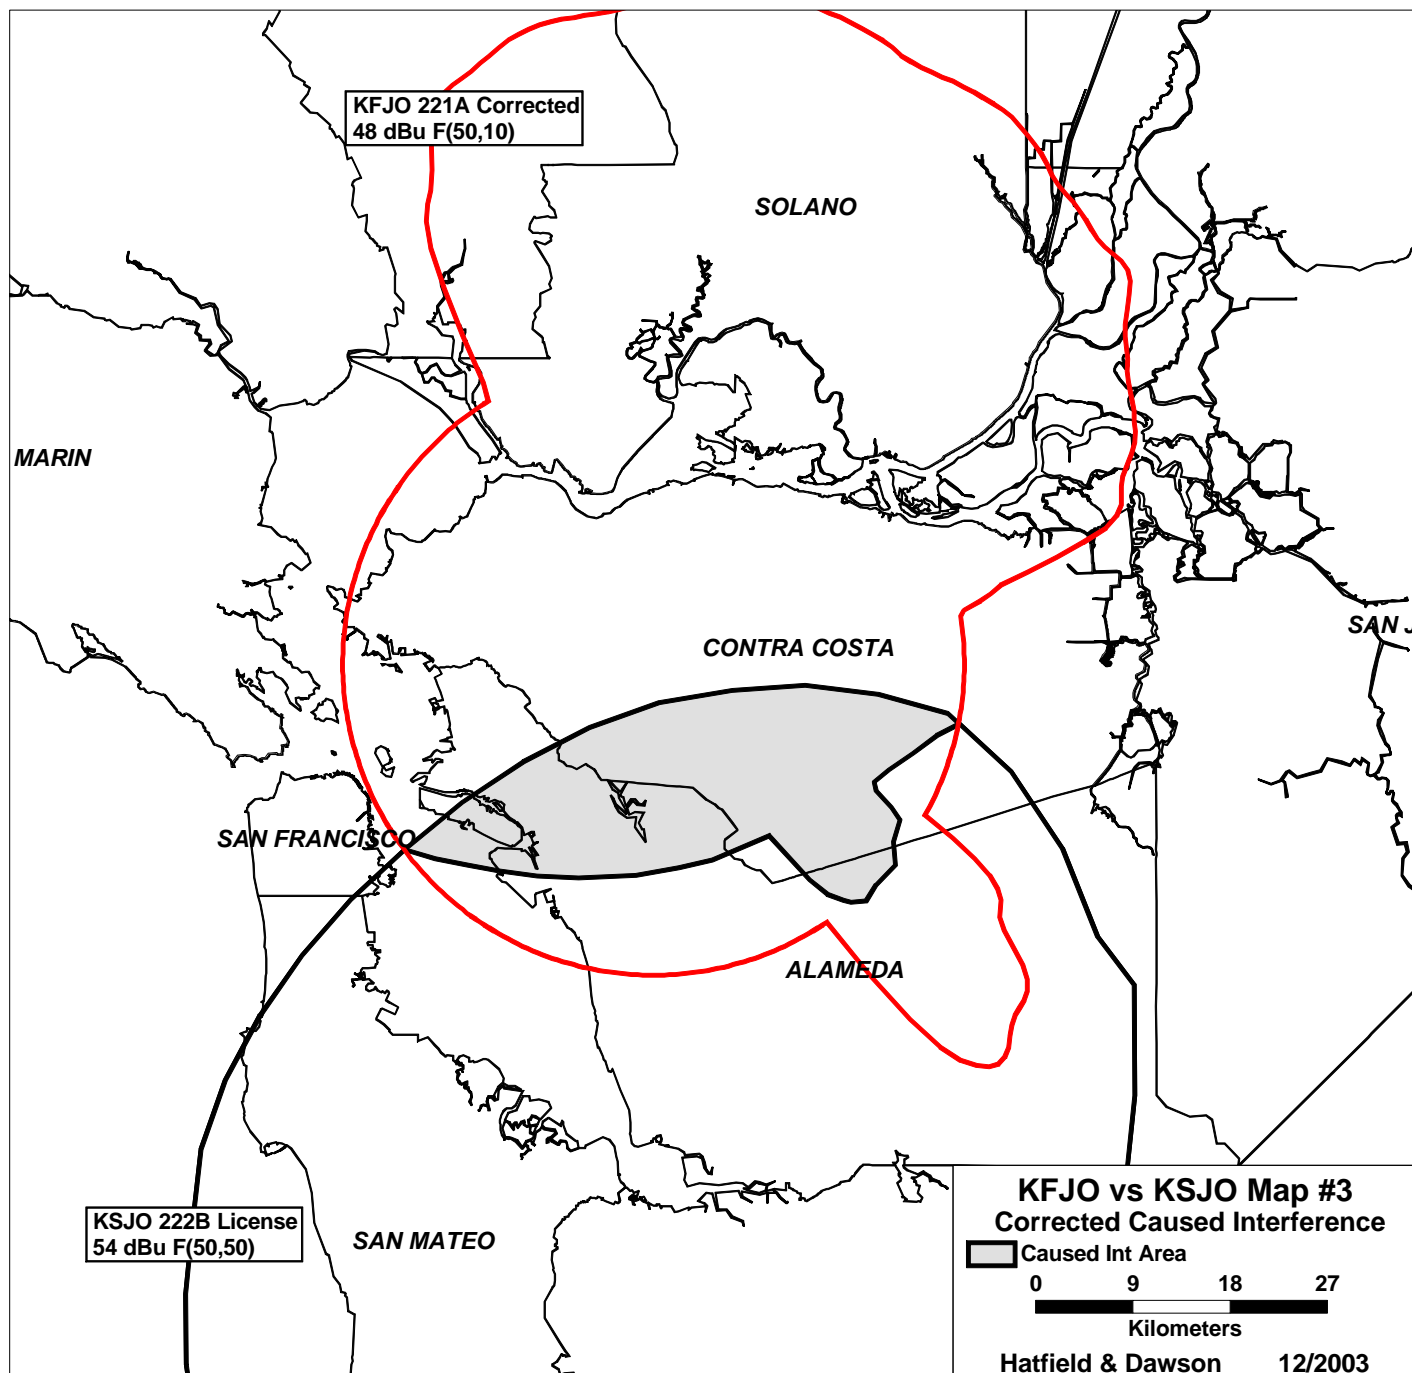 KFJO 221A Corrected
48 dBu F(50,10)
SOLANO
MARIN
SAN J
CONTRA COSTA
SAN FRANCISCO
ALAMEDA
KSJO 222B License
54 dBu F(50,50)
SAN MATEO
KFJO vs KSJO Map #3
Corrected Caused Interference
Caused Int Area
0 9 18 27
Kilometers
Hatfield & Dawson 12/2003